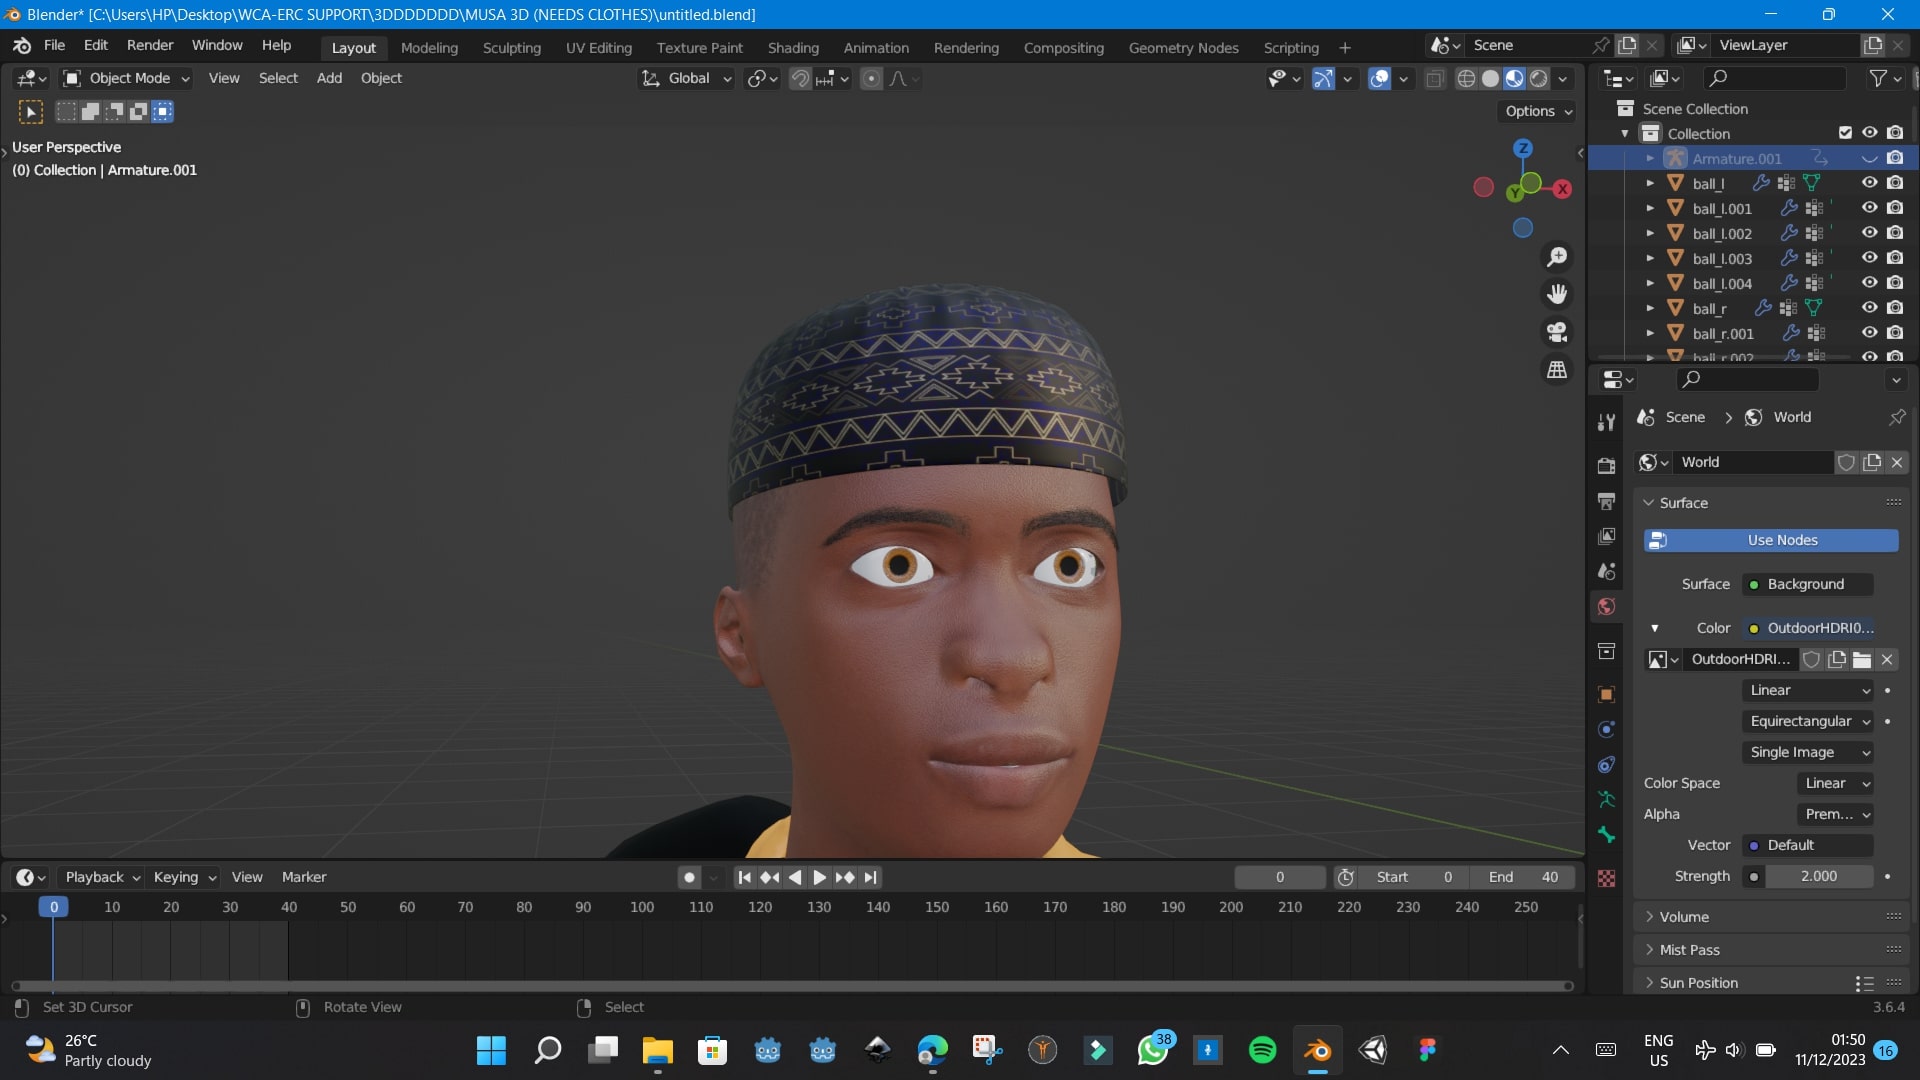 Blender* [C:\Users\HP\Desktop\WCA-ERC SUPPORT\3DDDDDDD\MUSA 3D (NEEDS CLOTHES)\untitled.blend]
File Edit Render Window Help Layout Modeling Sculpting UV Editing Texture Paint Shading Animation Rendering Compositing Geometry Nodes Scripting + Scene ViewLayer
Object Mode View Select Add Object Global
Options
User Perspective
(0) Collection | Armature.001
Z
Y
X
Scene Collection
Collection
Armature.001
ball_l
ball_l.001
ball_l.002
ball_l.003
ball_l.004
ball_r
ball_r.001
ball_r.002
Scene > World
World
Surface
Use Nodes
Surface Background
Color OutdoorHDRI0...
OutdoorHDRI...
Linear
Equirectangular
Single Image
Color Space Linear
Alpha Prem...
Vector Default
Strength 2.000
Volume
Mist Pass
Sun Position
Playback Keying View Marker 0 Start 0 End 40
0 10 20 30 40 50 60 70 80 90 100 110 120 130 140 150 160 170 180 190 200 210 220 230 240 250
Set 3D Cursor Rotate View Select 3.6.4
26°C
Partly cloudy
38
ENG
US
01:50
11/12/2023
16